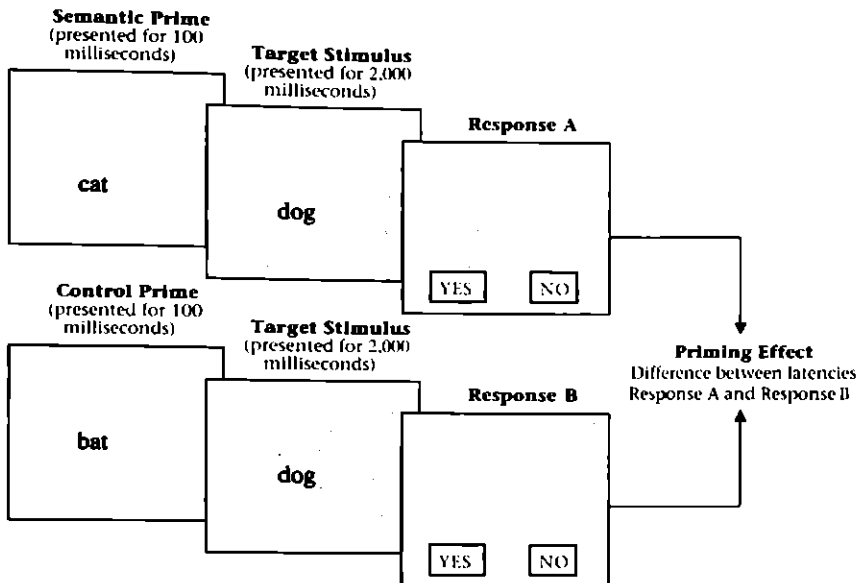 Semantic Prime
(presented for 100
milliseconds)
Target Stimulus
(presented for 2,000
milliseconds)
Response A
cat
dog
YES NO
Control Prime
(presented for 100
milliseconds)
Target Stimulus
(presented for 2,000
milliseconds)
Response B
bat
dog
YES NO
Priming Effect
Difference between latencies
Response A and Response B